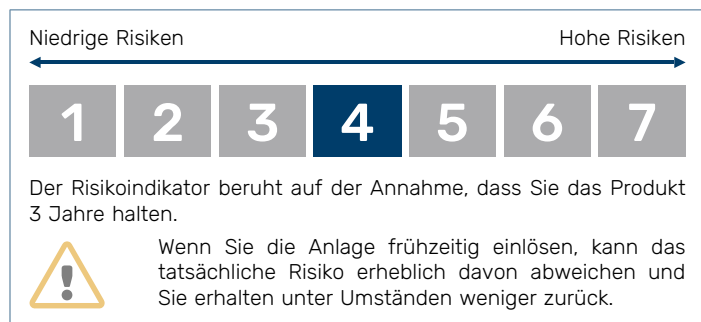 Niedrige Risiken Hohe Risiken
1 2 3 4 5 6 7
Der Risikoindikator beruht auf der Annahme, dass Sie das Produkt
3 Jahre halten.
Wenn Sie die Anlage frühzeitig einlösen, kann das
tatsächliche Risiko erheblich davon abweichen und
Sie erhalten unter Umständen weniger zurück.